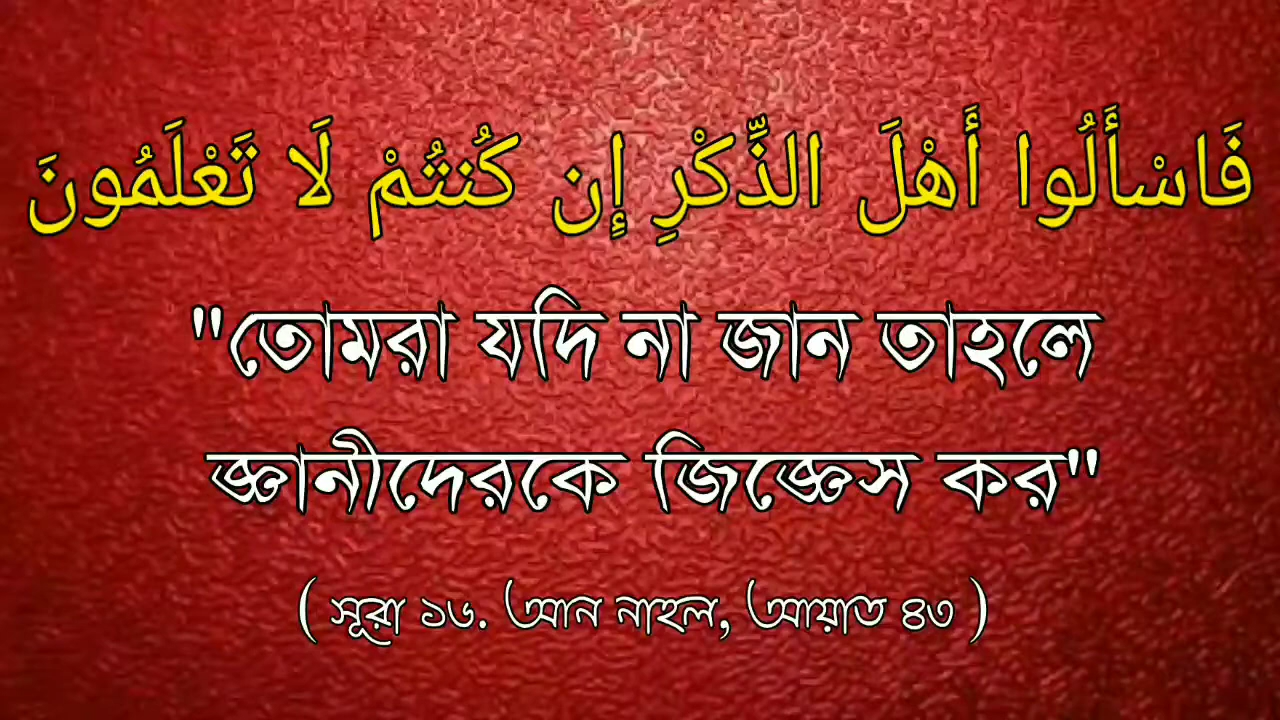 فَاسْأَلُوا أَهْلَ الذِّكْرِ إِن كُنتُمْ لَا تَعْلَمُونَ
"তোমরা যদি না জান তাহলে
জ্ঞানীদেরকে জিজ্ঞেস কর"
( সূরা ১৬. আন নাহল, আয়াত ৪৩ )